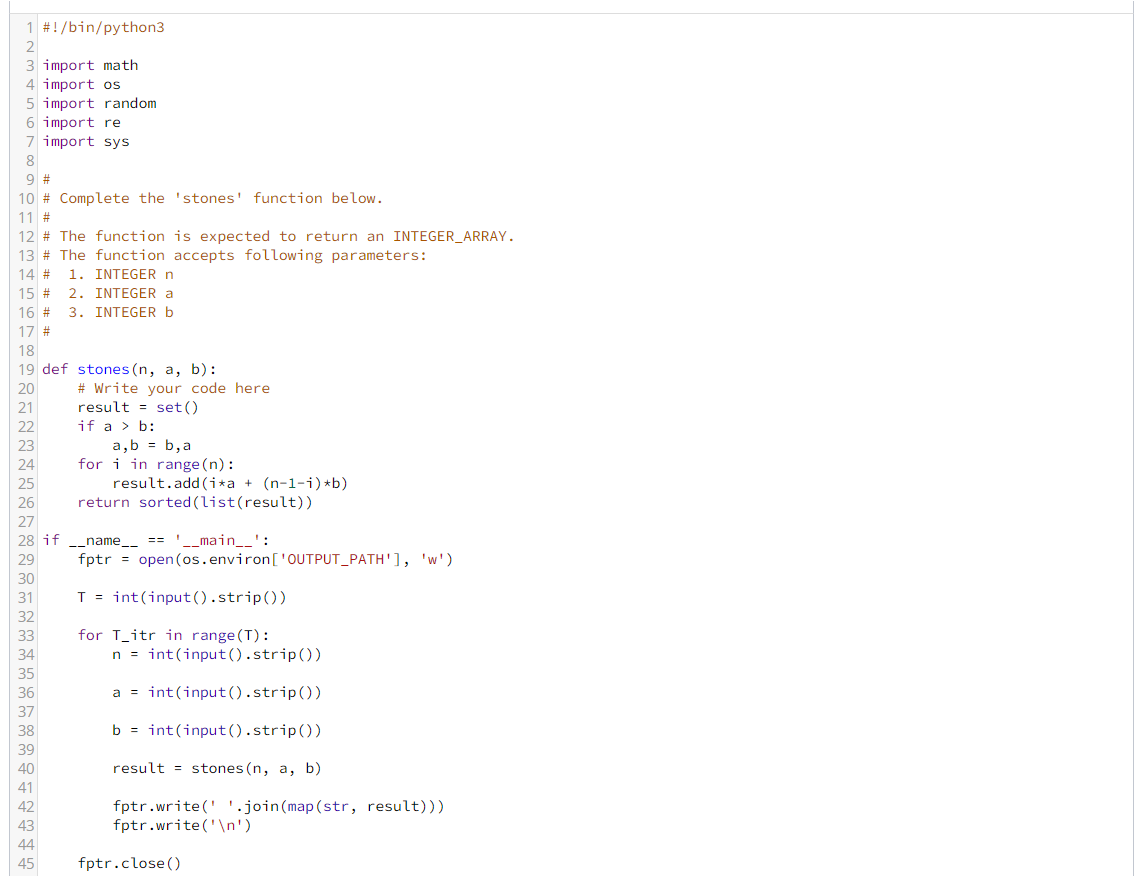 1 #!/bin/python3
2
3 import math
4 import os
5 import random
6 import re
7 import sys
8
9 #
10 # Complete the 'stones' function below.
11 #
12 # The function is expected to return an INTEGER_ARRAY.
13 # The function accepts following parameters:
14 #  1. INTEGER n
15 #  2. INTEGER a
16 #  3. INTEGER b
17 #
18
19 def stones(n, a, b):
20     # Write your code here
21     result = set()
22     if a > b:
23         a,b = b,a
24     for i in range(n):
25         result.add(i*a + (n-1-i)*b)
26     return sorted(list(result))
27
28 if __name__ == '__main__':
29     fptr = open(os.environ['OUTPUT_PATH'], 'w')
30
31     T = int(input().strip())
32
33     for T_itr in range(T):
34         n = int(input().strip())
35
36         a = int(input().strip())
37
38         b = int(input().strip())
39
40         result = stones(n, a, b)
41
42         fptr.write(' '.join(map(str, result)))
43         fptr.write('\n')
44
45     fptr.close()